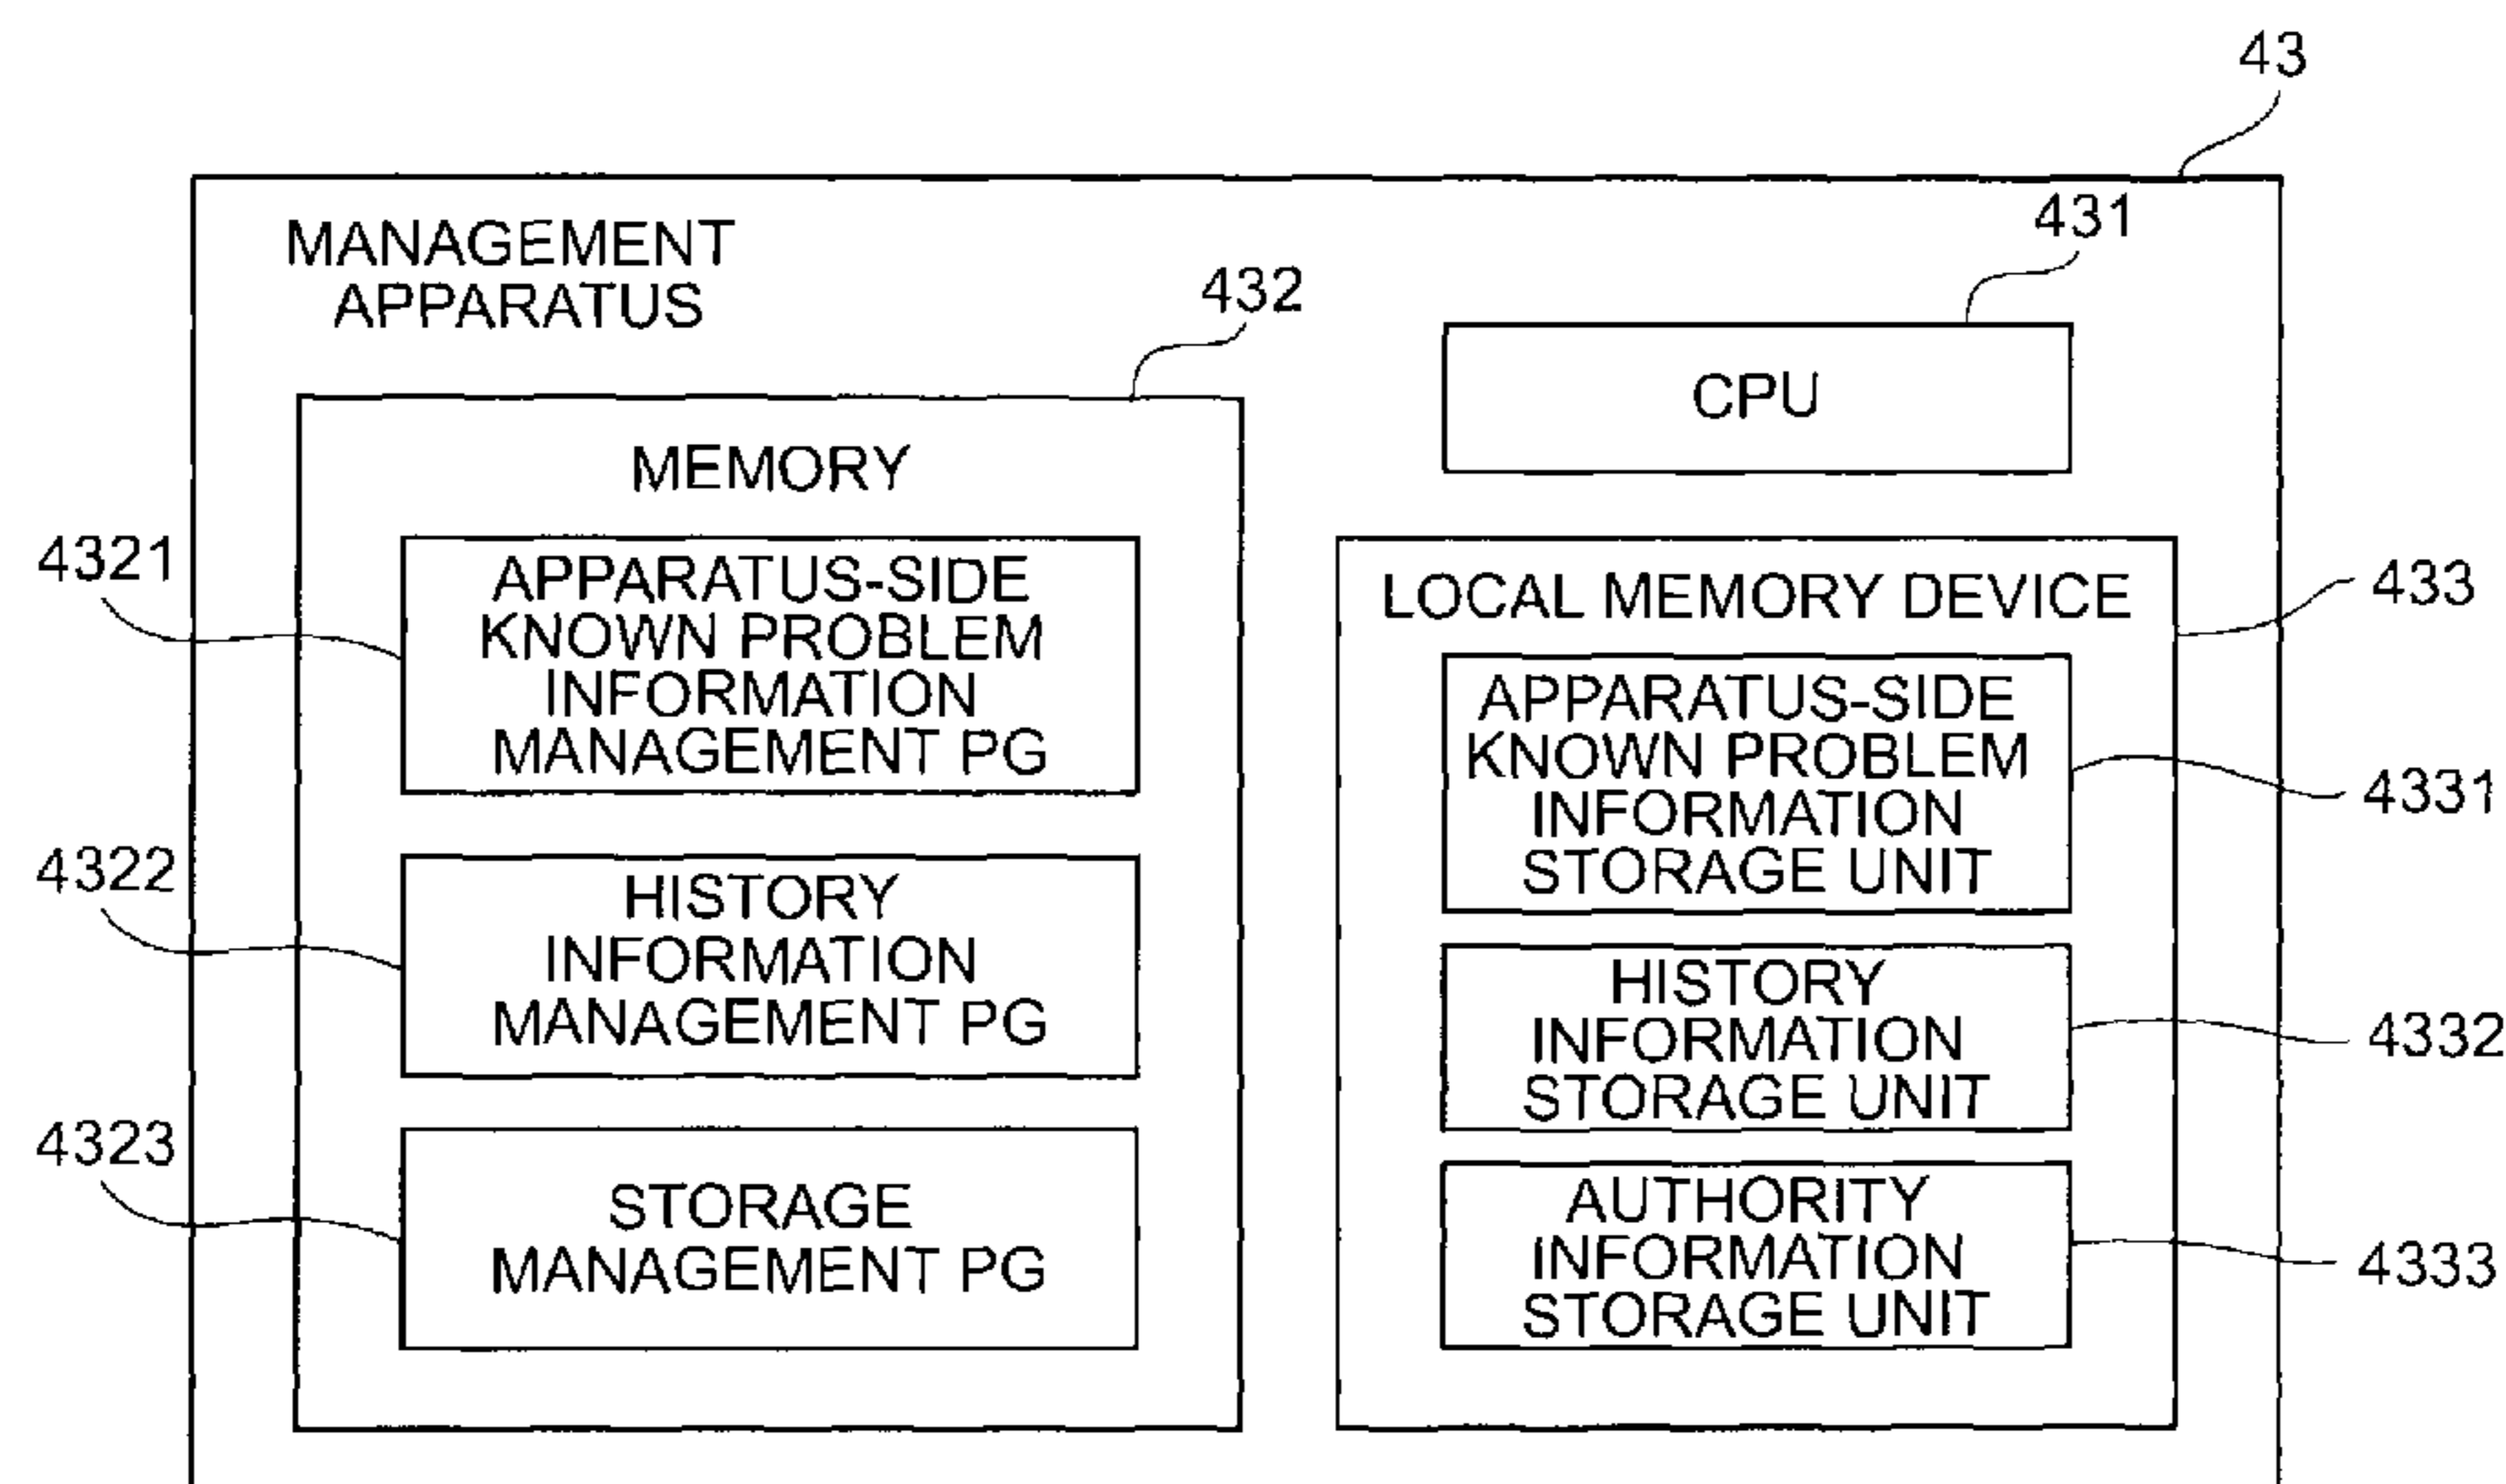 43
MANAGEMENT
APPARATUS
431
432
CPU
MEMORY
4321
APPARATUS-SIDE
KNOWN PROBLEM
INFORMATION
MANAGEMENT PG
4322
HISTORY
INFORMATION
MANAGEMENT PG
4323
STORAGE
MANAGEMENT PG
LOCAL MEMORY DEVICE
433
APPARATUS-SIDE
KNOWN PROBLEM
INFORMATION
STORAGE UNIT
4331
HISTORY
INFORMATION
STORAGE UNIT
4332
AUTHORITY
INFORMATION
STORAGE UNIT
4333